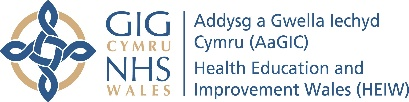 GIG
CYMRU
NHS
WALES
Addysg a Gwella Iechyd
Cymru (AaGIC)
Health Education and
Improvement Wales (HEIW)